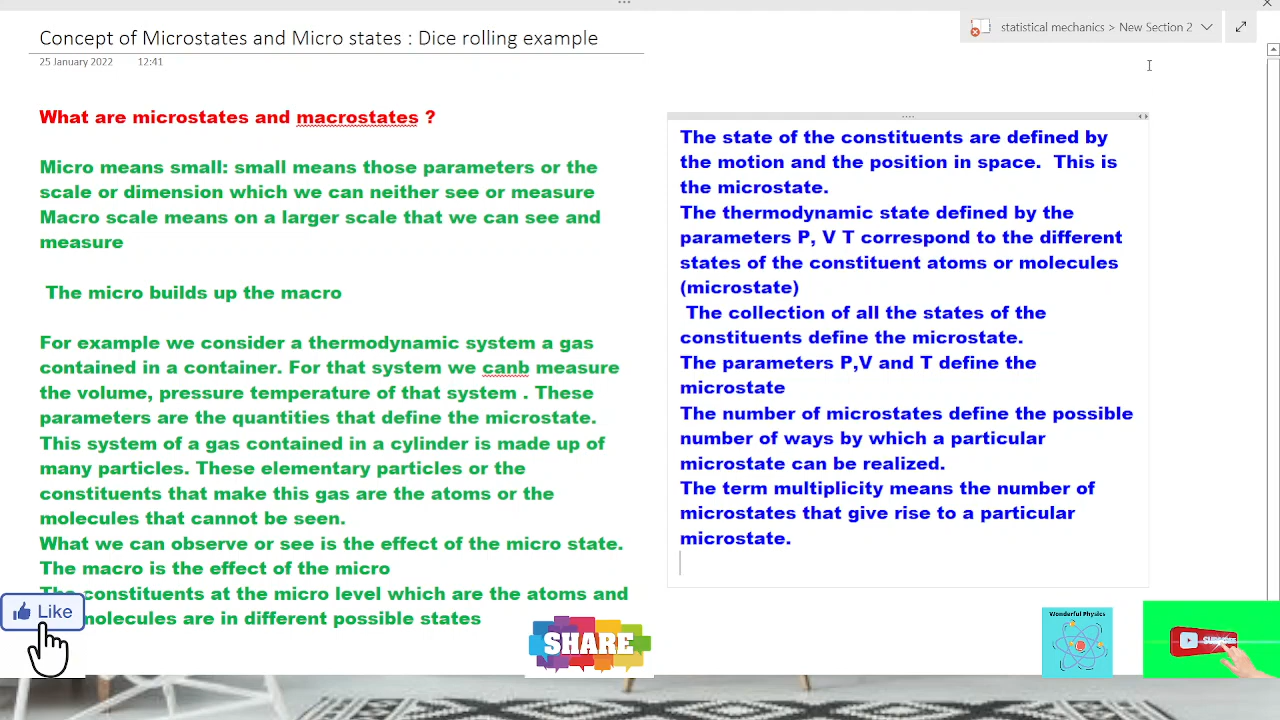 Concept of Microstates and Micro states : Dice rolling example
25 January 2022 12:41
statistical mechanics > New Section 2
What are microstates and macrostates ?
Micro means small: small means those parameters or the
scale or dimension which we can neither see or measure
Macro scale means on a larger scale that we can see and
measure
The micro builds up the macro
For example we consider a thermodynamic system a gas
contained in a container. For that system we canb measure
the volume, pressure temperature of that system . These
parameters are the quantities that define the microstate.
This system of a gas contained in a cylinder is made up of
many particles. These elementary particles or the
constituents that make this gas are the atoms or the
molecules that cannot be seen.
What we can observe or see is the effect of the micro state.
The macro is the effect of the micro
The constituents at the micro level which are the atoms and
molecules are in different possible states
The state of the constituents are defined by
the motion and the position in space. This is
the microstate.
The thermodynamic state defined by the
parameters P, V T correspond to the different
states of the constituent atoms or molecules
(microstate)
The collection of all the states of the
constituents define the microstate.
The parameters P,V and T define the
microstate
The number of microstates define the possible
number of ways by which a particular
microstate can be realized.
The term multiplicity means the number of
microstates that give rise to a particular
microstate.
Like
SHARE
Wonderful Physics